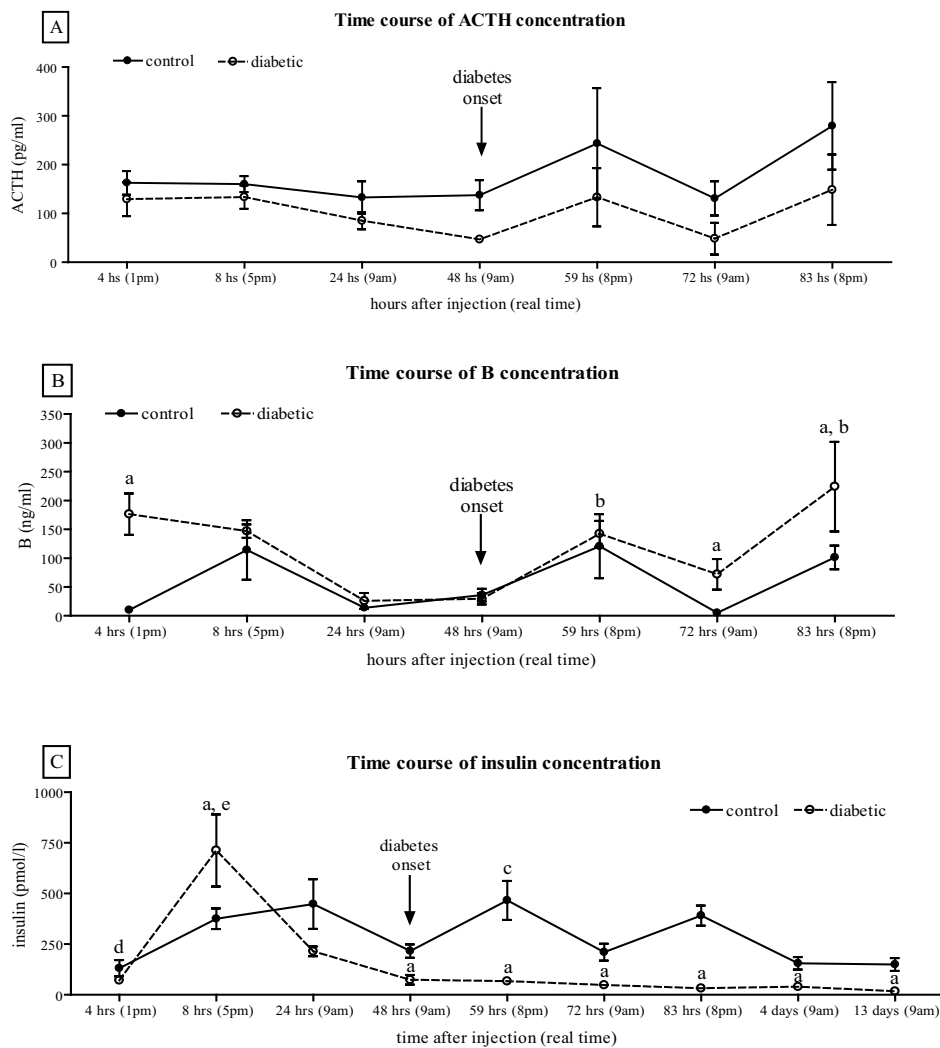 A
Time course of ACTH concentration
control
diabetic
diabetes
onset
400
300
200
100
0
ACTH (pg/ml)
4 hs (1pm) 8 hs (5pm) 24 hs (9am) 48 hs (9am) 59 hs (8pm) 72 hs (9am) 83 hs (8pm)
hours after injection (real time)
B
Time course of B concentration
control
diabetic
diabetes
onset
a
b
a
a, b
350
300
250
200
150
100
50
0
B (ng/ml)
4 hrs (1pm) 8 hrs (5pm) 24 hrs (9am) 48 hrs (9am) 59 hrs (8pm) 72 hrs (9am) 83 hrs (8pm)
hours after injection (real time)
C
Time course of insulin concentration
control
diabetic
diabetes
onset
d
a, e
c
a a a a a a
1000
750
500
250
0
insulin (pmol/l)
4 hrs (1pm) 8 hrs (5pm) 24 hrs (9am) 48 hrs (9am) 59 hrs (8pm) 72 hrs (9am) 83 hrs (8pm) 4 days (9am) 13 days (9am)
time after injection (real time)